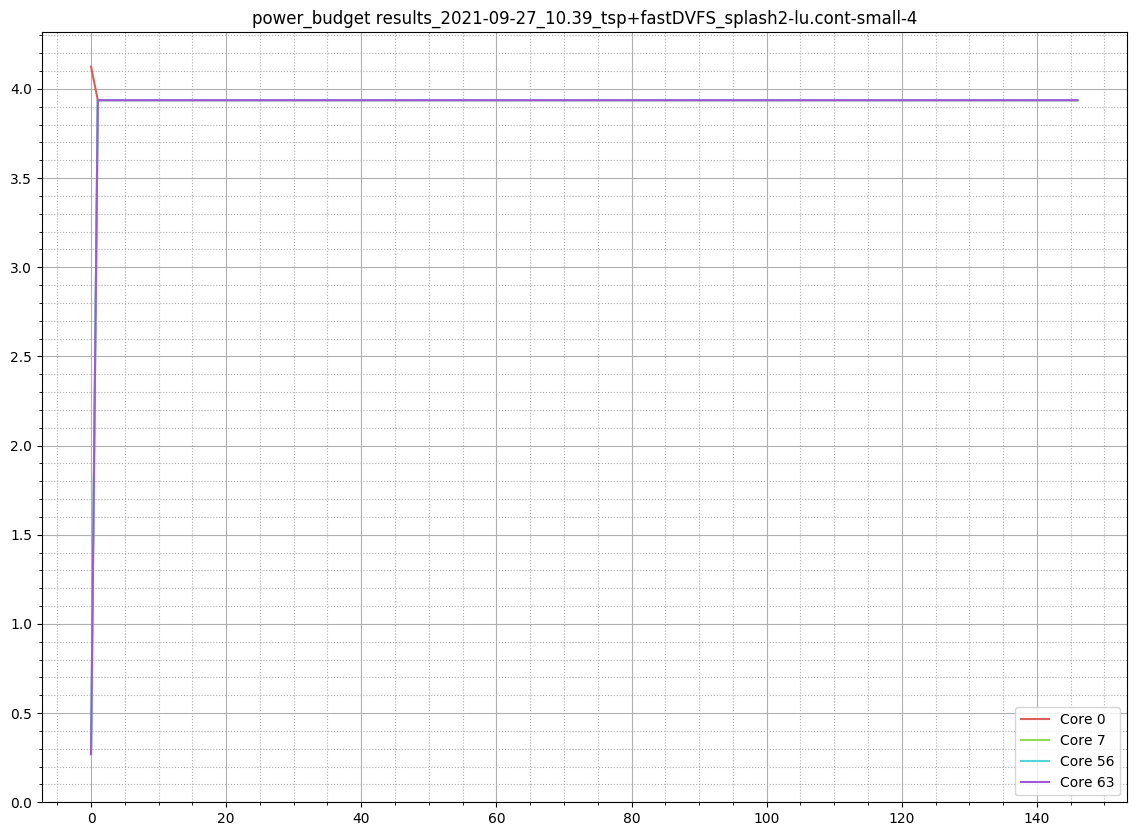 power_budget results_2021-09-27_10.39_tsp+fastDVFS_splash2-lu.cont-small-4
4.0
3.5
3.0
2.5
2.0
1.5
1.0
0.5
0.0
0 20 40 60 80 100 120 140
Core 0
Core 7
Core 56
Core 63